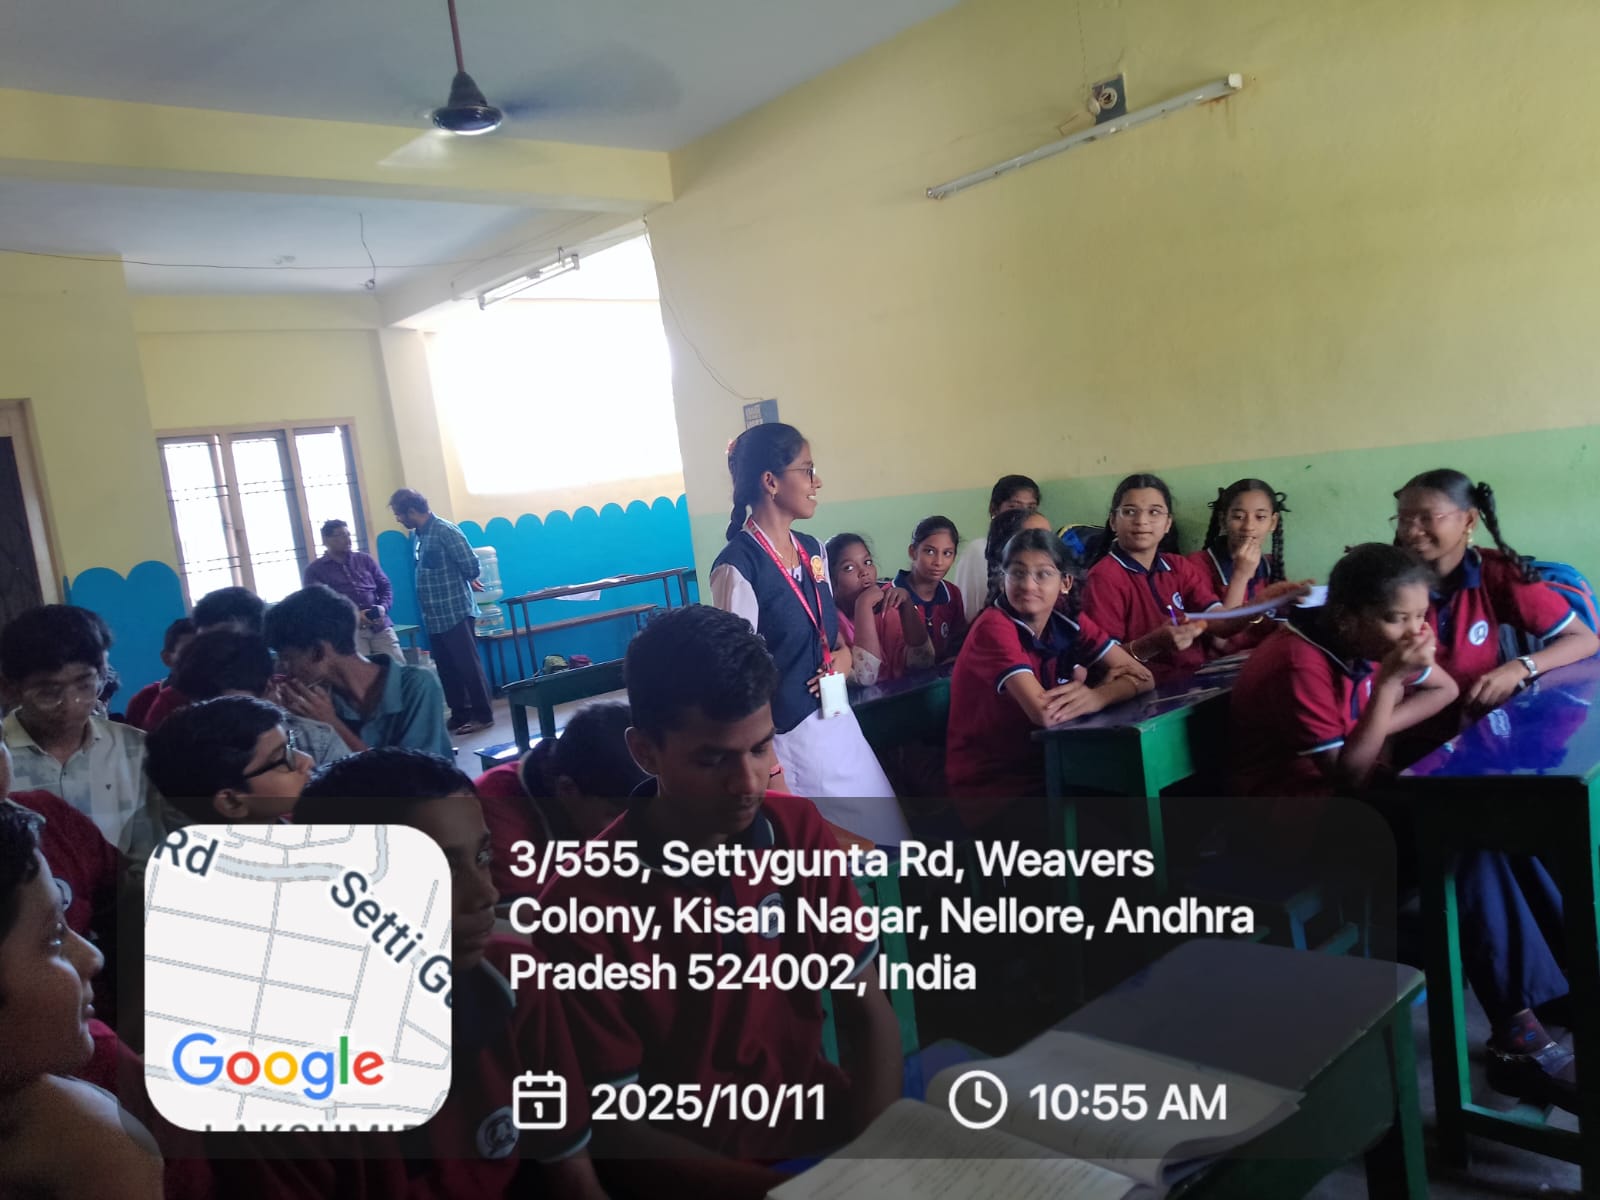 3/555, Settygunta Rd, Weavers
Colony, Kisan Nagar, Nellore, Andhra
Pradesh 524002, India
Rd
Setti
Google
2025/10/11
10:55 AM